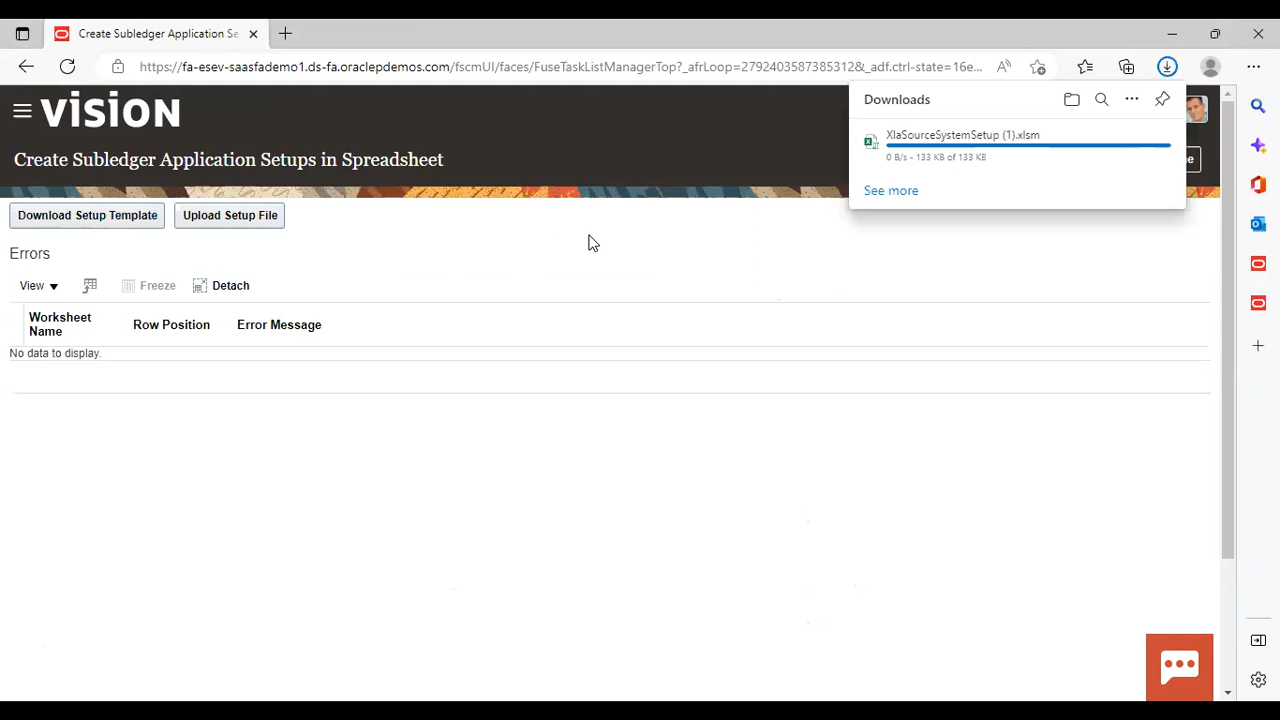 Create Subledger Application Se
https://fa-esev-saasfademo1.ds-fa.oraclepdemos.com/fscmUI/faces/FuseTaskListManagerTop?_afrLoop=27924035873853​12&_adf.ctrl-state=16e...
Downloads
XlaSourceSystemSetup (1).xlsm
0 B/s - 133 KB of 133 KB
See more
vision
Create Subledger Application Setups in Spreadsheet
Download Setup Template
Upload Setup File
Errors
View
Freeze
Detach
Worksheet
Name
Row Position
Error Message
No data to display.